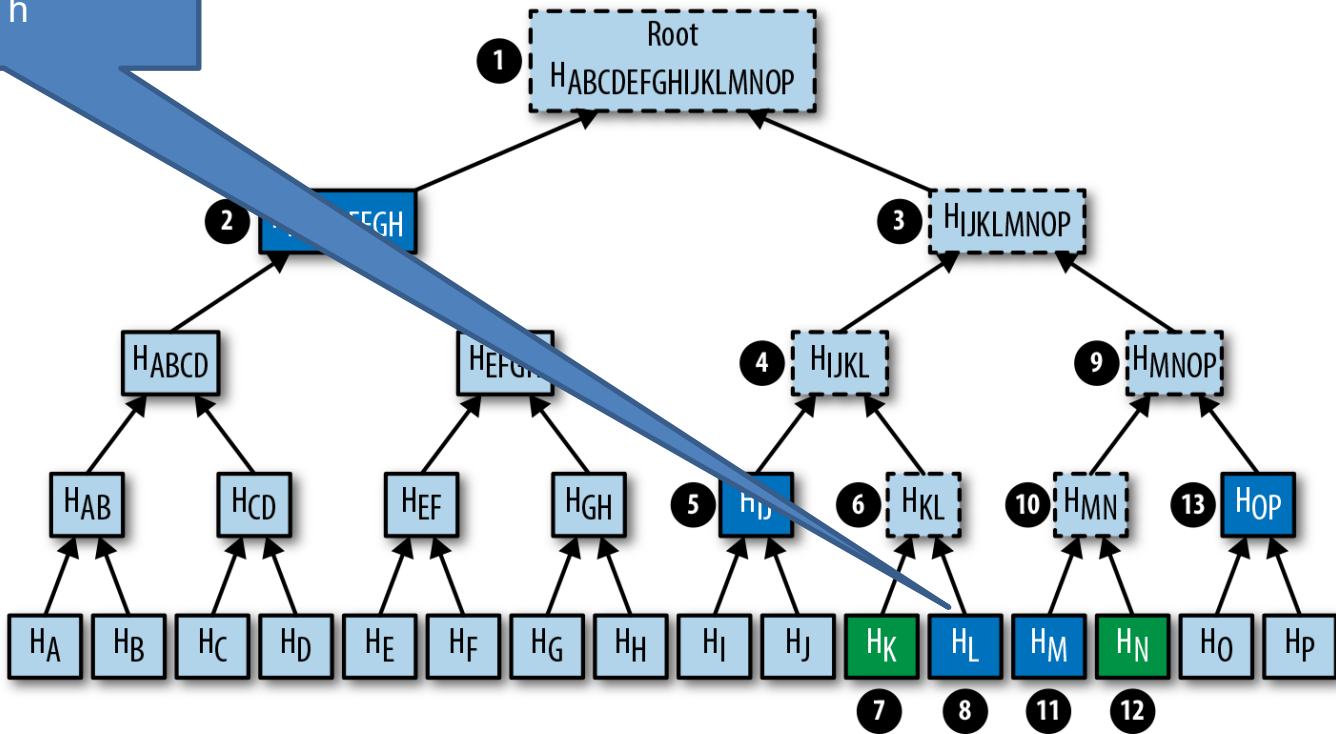 h
Root
1 HABCDEFGHIJKLMNOP
2
3 HIJKLMNOP
HABCD
4 HIJKL
9 HMNOP
HAB HCD HEF HGH 5 HIJ 6 HKL 10 HMN 13 HOP
HA HB HC HD HE HF HG HH HI HJ HK HL HM HN HO HP
7 8 11 12